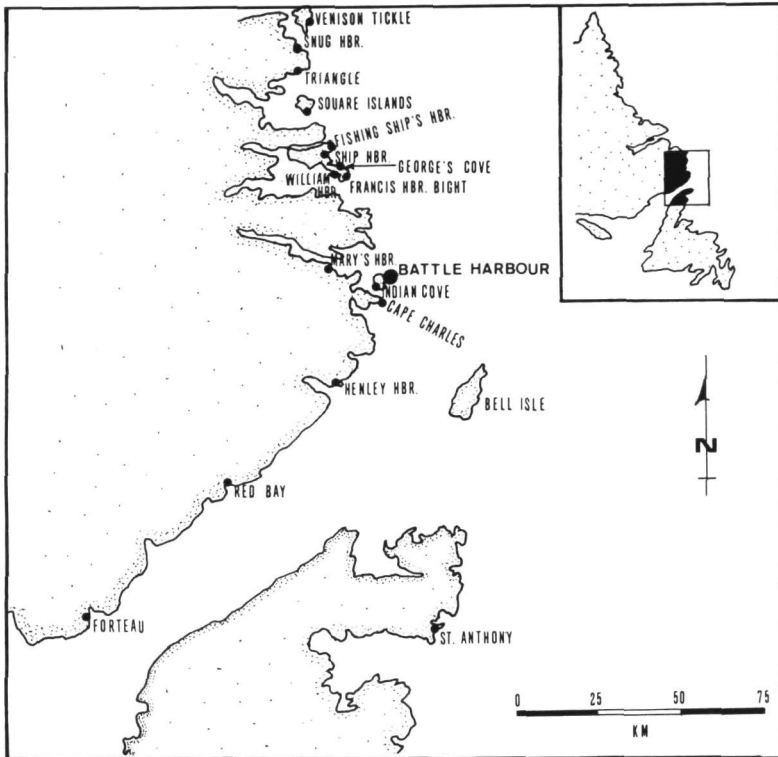 VENISON TICKLE
SNUG HBR.
TRIANGLE
SQUARE ISLANDS
FISHING SHIP'S HBR.
SHIP HBR.
GEORGE'S COVE
WILLIAM
HBR.
FRANCIS HBR. BIGHT
MARY'S HBR.
BATTLE HARBOUR
INDIAN COVE
CAPE CHARLES
HENLEY HBR.
BELL ISLE
N
RED BAY
FORTEAU
ST. ANTHONY
0 25 50 75
KM